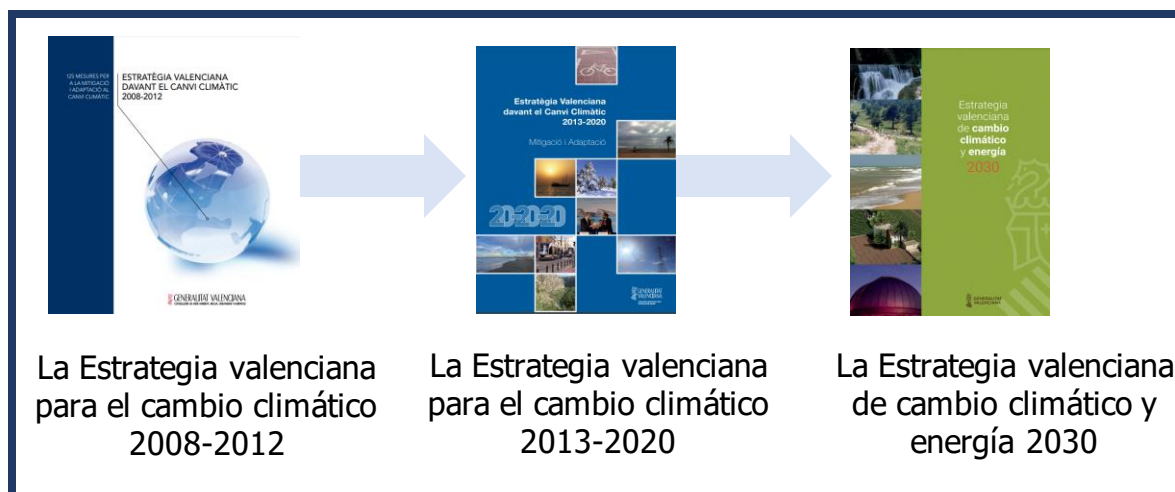 125 MESURES PER
A LA MITIGACIÓ
I ADAPTACIÓ AL
CANVI CLIMÀTIC
ESTRATÈGIA VALENCIANA
DAVANT EL CANVI CLIMÀTIC
2008-2012
GENERALITAT VALENCIANA
Estratègia Valenciana
davant el Canvi Climàtic
2013-2020
Mitigació i Adaptació
20-20-20
GENERALITAT
VALENCIANA
Estrategia
valenciana
de cambio
climático
y energía
2030
GENERALITAT
VALENCIANA
La Estrategia valenciana
para el cambio climático
2008-2012
La Estrategia valenciana
para el cambio climático
2013-2020
La Estrategia valenciana
de cambio climático y
energía 2030